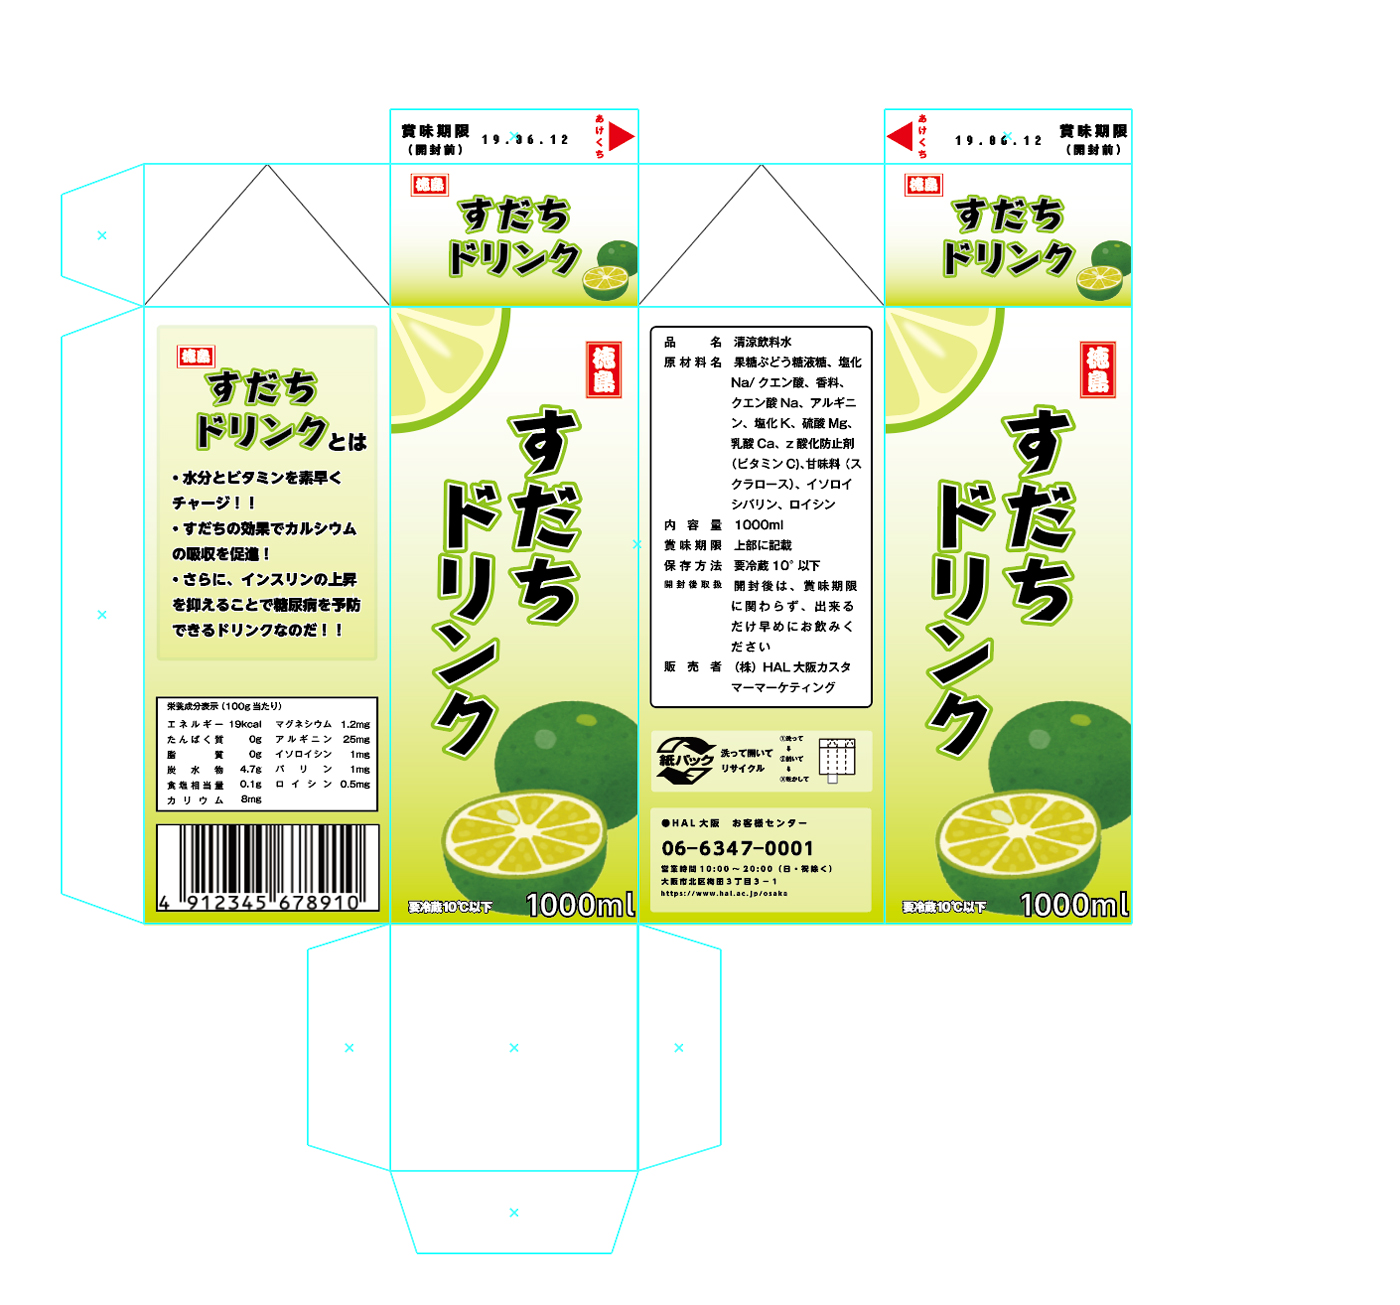 賞味期限
(開封前)
19.06.12
あけくち
あけくち
19.06.12
賞味期限
(開封前)
徳島
すだち
ドリンク
徳島
すだち
ドリンク
徳島
すだち
ドリンクとは
・水分とビタミンを素早く
チャージ！！
・すだちの効果でカルシウム
の吸収を促進！
・さらに、インスリンの上昇
を抑えることで糖尿病を予防
できるドリンクなのだ！！
栄養成分表示（100g当たり）
エネルギー 19kcal マグネシウム 1.2mg
たんぱく質 0g アルギニン 25mg
脂質 0g イソロイシン 1mg
炭水物 4.7g バリン 1mg
食塩相当量 0.1g ロイシン 0.5mg
カリウム 8mg
4 912345 678910
徳島
すだち
ドリンク
要冷蔵10℃以下
1000ml
品名 清涼飲料水
原材料名 果糖ぶどう糖液糖、塩化
Na/クエン酸、香料、
クエン酸Na、アルギニ
ン、塩化K、硫酸Mg、
乳酸Ca、z酸化防止剤
(ビタミンC)､甘味料（ス
クラロース）、イソロイ
シバリン、ロイシン
内容量 1000ml
賞味期限 上部に記載
保存方法 要冷蔵10°以下
開封後取扱 開封後は、賞味期限
に関わらず、出来る
だけ早めにお飲みく
ださい
販売者 （株）HAL大阪カスタ
マーマーケティング
紙パック
洗って開いて
リサイクル
①洗って
②開いて
③乾かして
●HAL大阪 お客様センター
06-6347-0001
営業時間10:00～20:00（日・祝除く）
大阪市北区梅田3丁目3－1
https://www.hal.ac.jp/osaka
徳島
すだち
ドリンク
要冷蔵10℃以下
1000ml